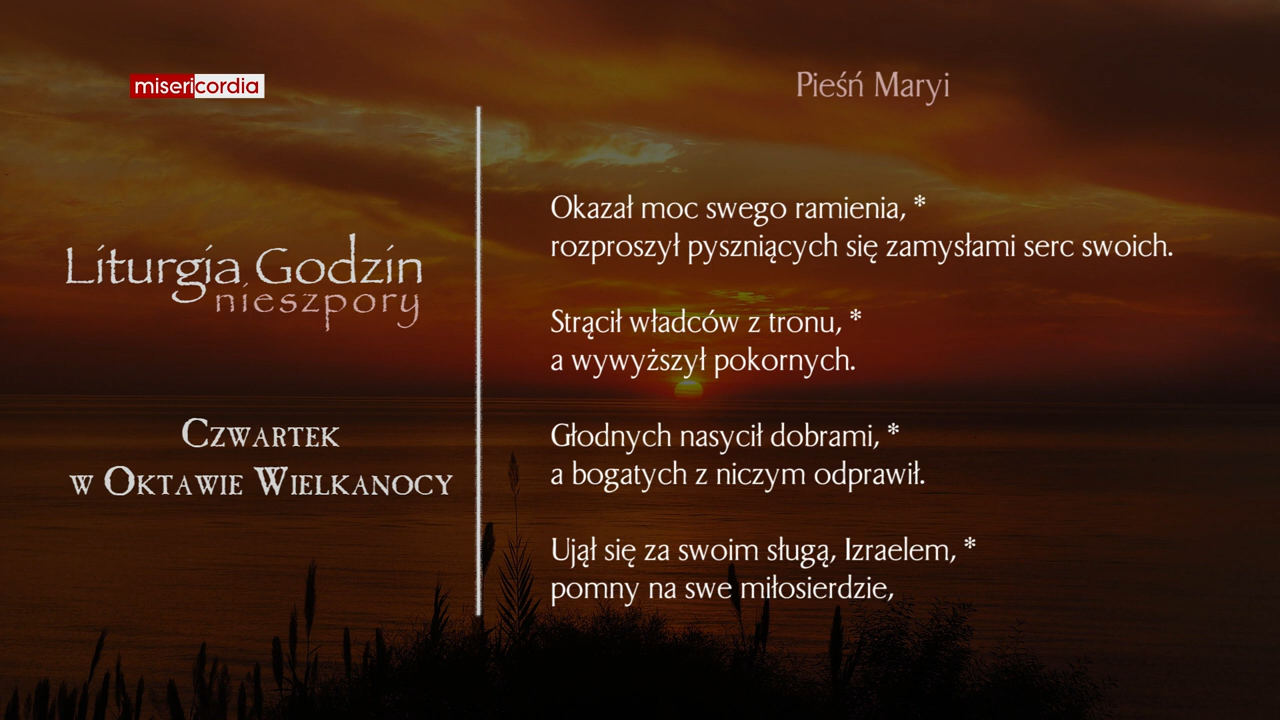 misericordia
Liturgia Godzin
nieszpory
Czwartek
w Oktawie Wielkanocy
Pieśń Maryi
Okazał moc swego ramienia, *
rozproszył pyszniących się zamysłami serc swoich.
Strącił władców z tronu, *
a wywyższył pokornych.
Głodnych nasycił dobrami, *
a bogatych z niczym odprawił.
Ujął się za swoim sługą, Izraelem, *
pomny na swe miłosierdzie,